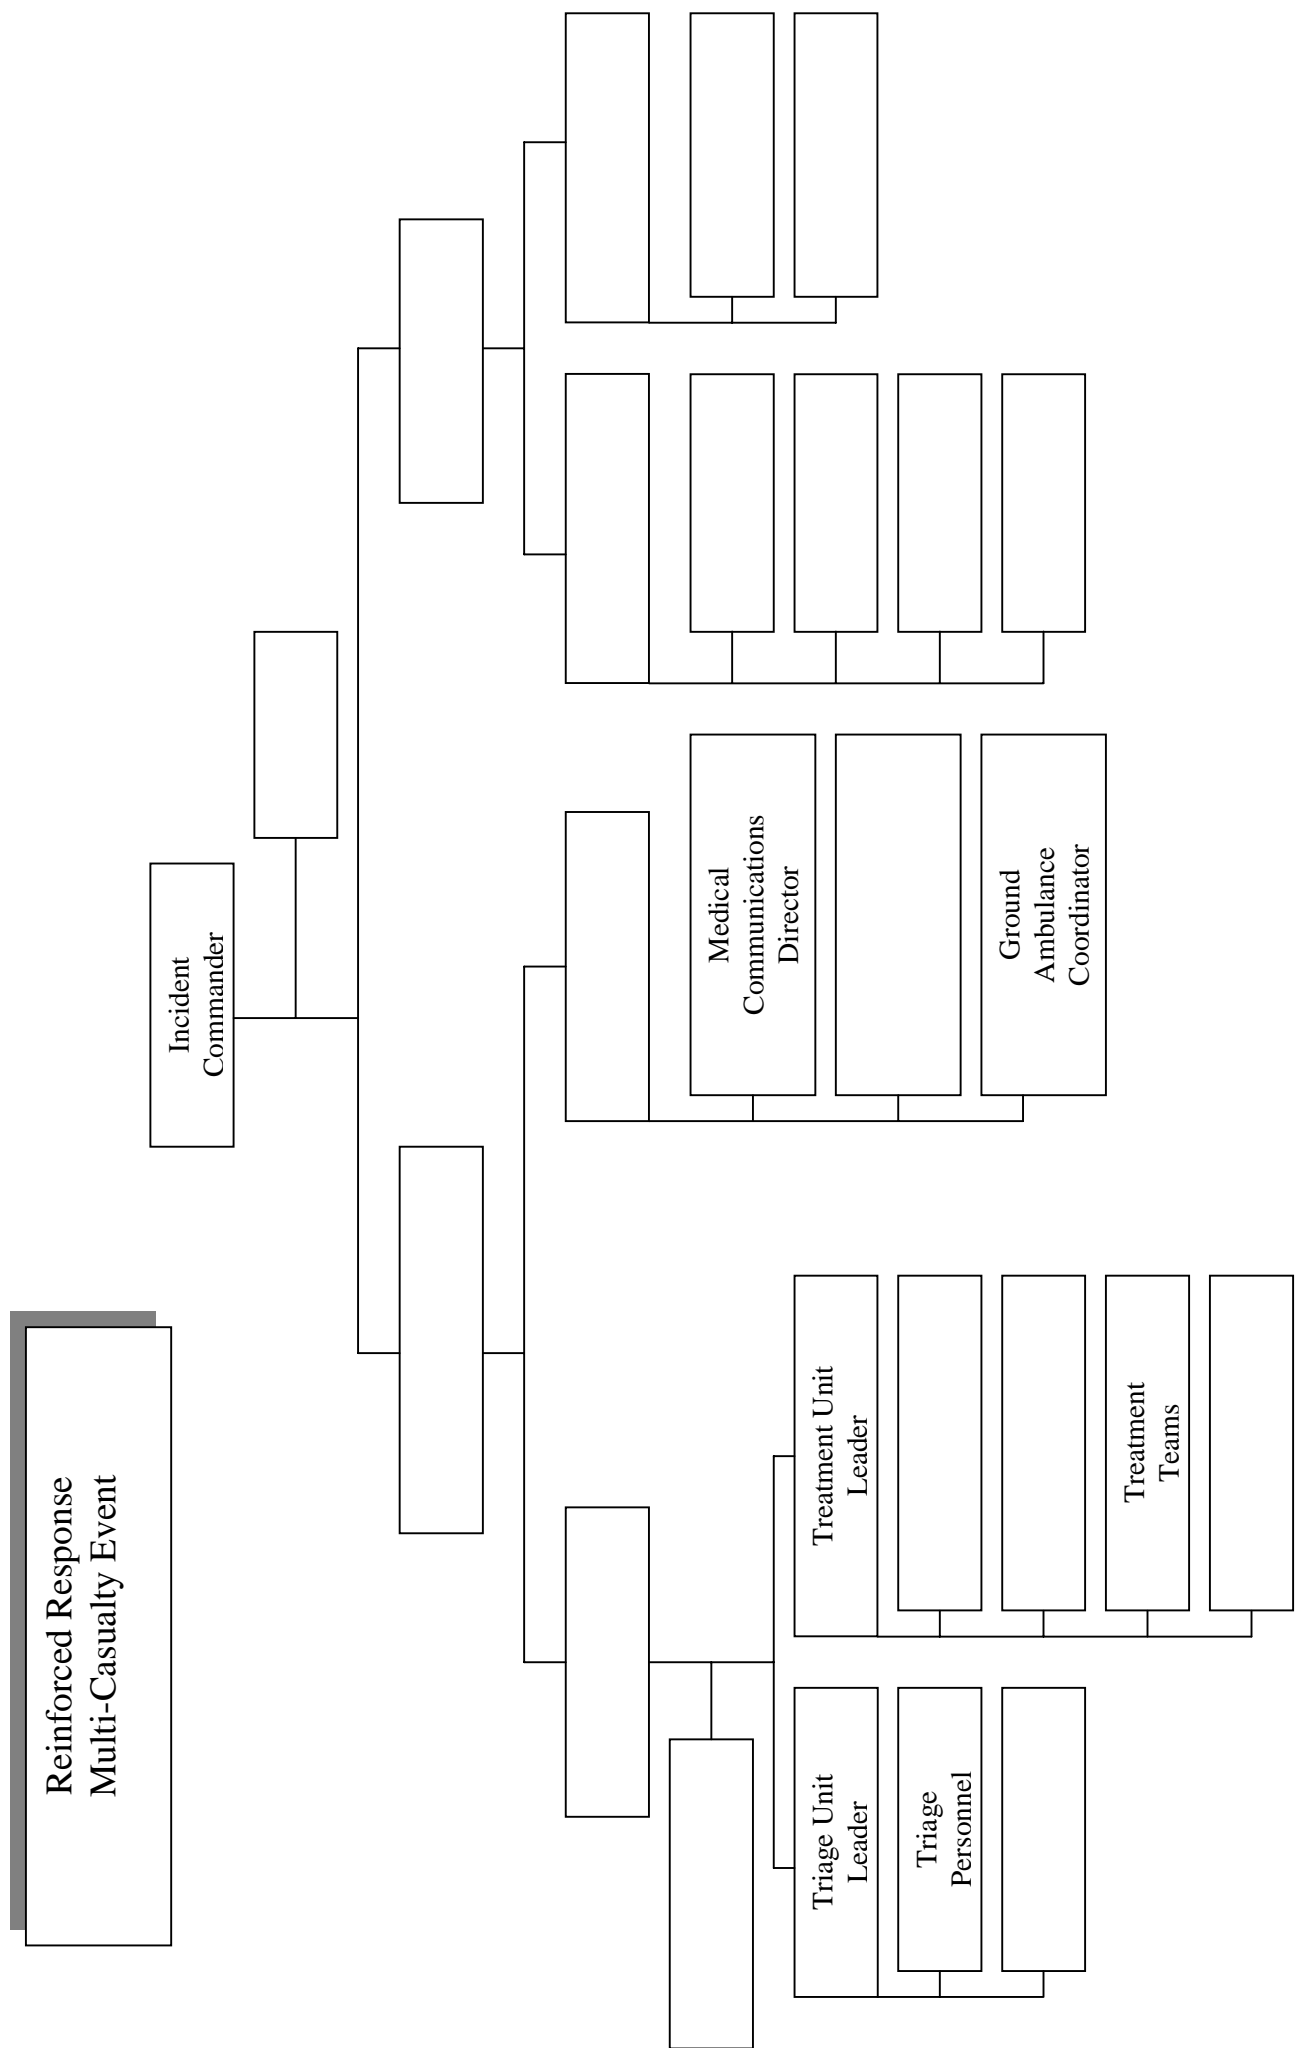 Reinforced Response
Multi-Casualty Event
Incident
Commander
Medical
Communications
Director
Ground
Ambulance
Coordinator
Triage Unit
Leader
Triage
Personnel
Treatment Unit
Leader
Treatment
Teams